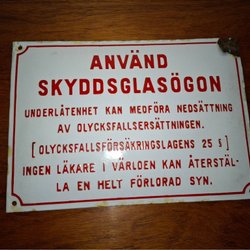 ANVÄND
SKYDDSGLASÖGON
UNDERLÅTENHET KAN MEDFÖRA NEDSÄTTNING
AV OLYCKSFALLSERSÄTTNINGEN.
[OLYCKSFALLSFÖRSÄKRINGSLAGENS 25 §]
INGEN LÄKARE I VÄRLDEN KAN ÅTERSTÄL-
LA EN HELT FÖRLORAD SYN.